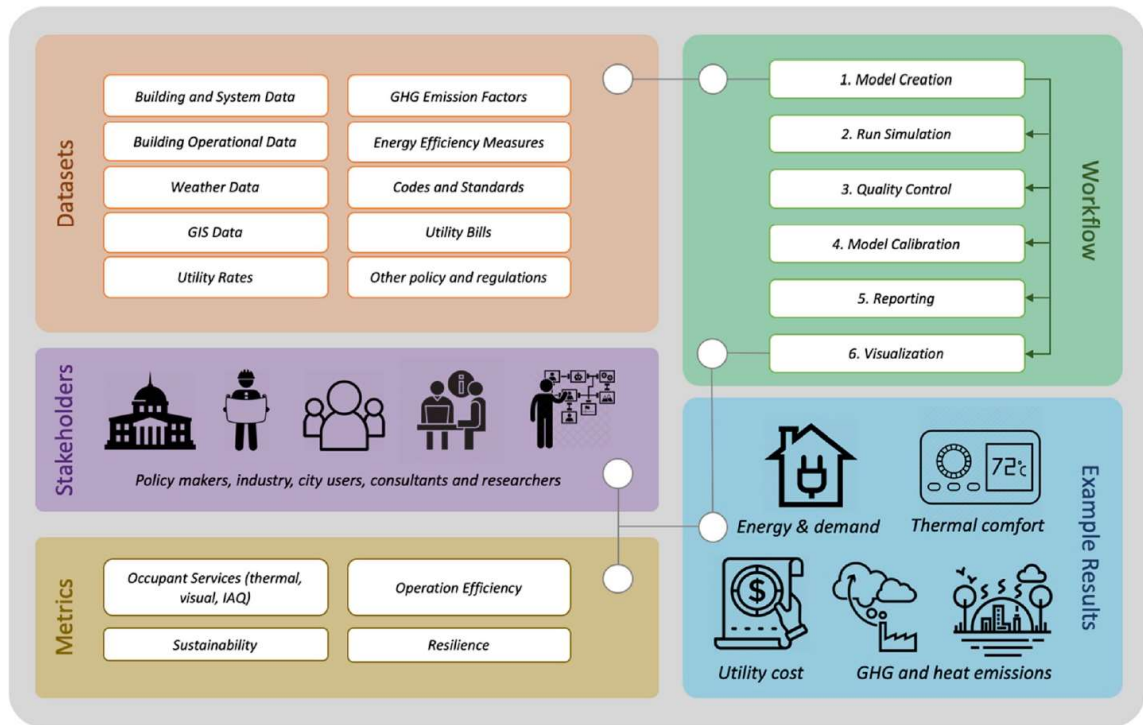 Datasets
Building and System Data
GHG Emission Factors
Building Operational Data
Energy Efficiency Measures
Weather Data
Codes and Standards
GIS Data
Utility Bills
Utility Rates
Other policy and regulations
Workflow
1. Model Creation
2. Run Simulation
3. Quality Control
4. Model Calibration
5. Reporting
6. Visualization
Stakeholders
Policy makers, industry, city users, consultants and researchers
Metrics
Occupant Services (thermal,
visual, IAQ)
Operation Efficiency
Sustainability
Resilience
Example Results
72°c
Energy & demand
Thermal comfort
$
Utility cost
GHG and heat emissions